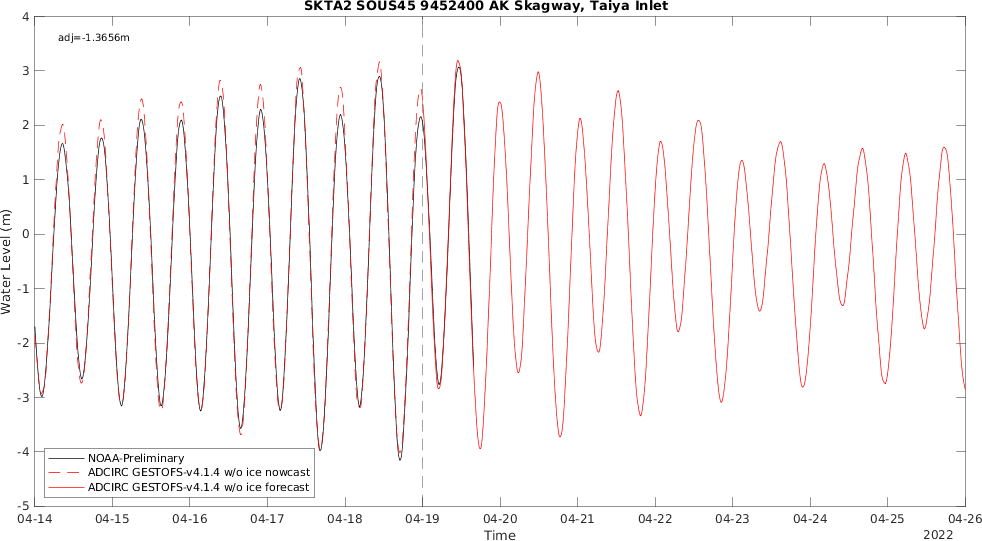 SKTA2 SOUS45 9452400 AK Skagway, Taiya Inlet
adj=-1.3656m
4
3
2
1
0
-1
-2
-3
-4
-5
Water Level (m)
NOAA-Preliminary
ADCIRC GESTOFS-v4.1.4 w/o ice nowcast
ADCIRC GESTOFS-v4.1.4 w/o ice forecast
04-14 04-15 04-16 04-17 04-18 04-19 04-20 04-21 04-22 04-23 04-24 04-25 04-26
Time
2022